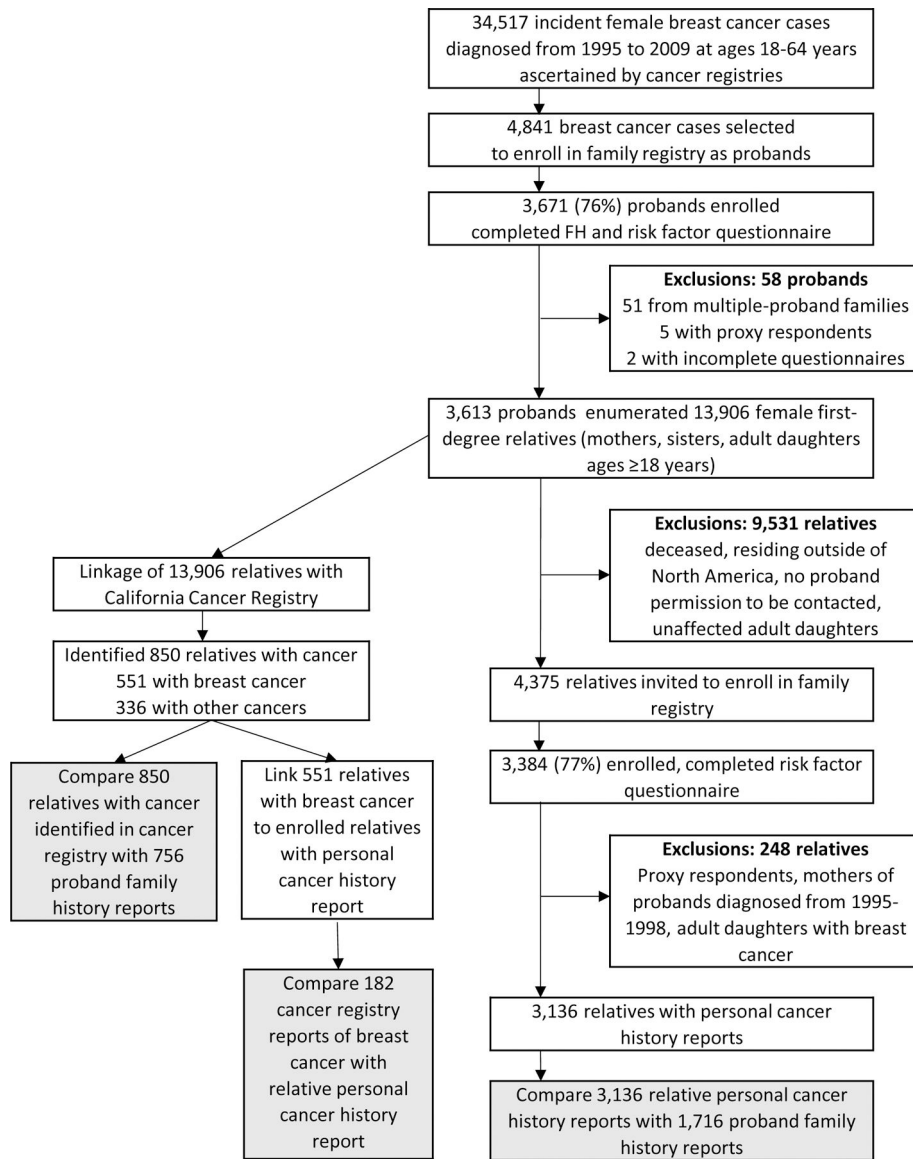 34,517 incident female breast cancer cases
diagnosed from 1995 to 2009 at ages 18-64 years
ascertained by cancer registries
4,841 breast cancer cases selected
to enroll in family registry as probands
3,671 (76%) probands enrolled
completed FH and risk factor questionnaire
Exclusions: 58 probands
51 from multiple-proband families
5 with proxy respondents
2 with incomplete questionnaires
3,613 probands enumerated 13,906 female first-
degree relatives (mothers, sisters, adult daughters
ages ≥18 years)
Exclusions: 9,531 relatives
deceased, residing outside of
North America, no proband
permission to be contacted,
unaffected adult daughters
Linkage of 13,906 relatives with
California Cancer Registry
Identified 850 relatives with cancer
551 with breast cancer
336 with other cancers
4,375 relatives invited to enroll in family
registry
Compare 850
relatives with cancer
identified in cancer
registry with 756
proband family
history reports
Link 551 relatives
with breast cancer
to enrolled relatives
with personal
cancer history
report
3,384 (77%) enrolled, completed risk factor
questionnaire
Exclusions: 248 relatives
Proxy respondents, mothers of
probands diagnosed from 1995-
1998, adult daughters with breast
cancer
Compare 182
cancer registry
reports of breast
cancer with
relative personal
cancer history
report
3,136 relatives with personal cancer
history reports
Compare 3,136 relative personal cancer
history reports with 1,716 proband family
history reports